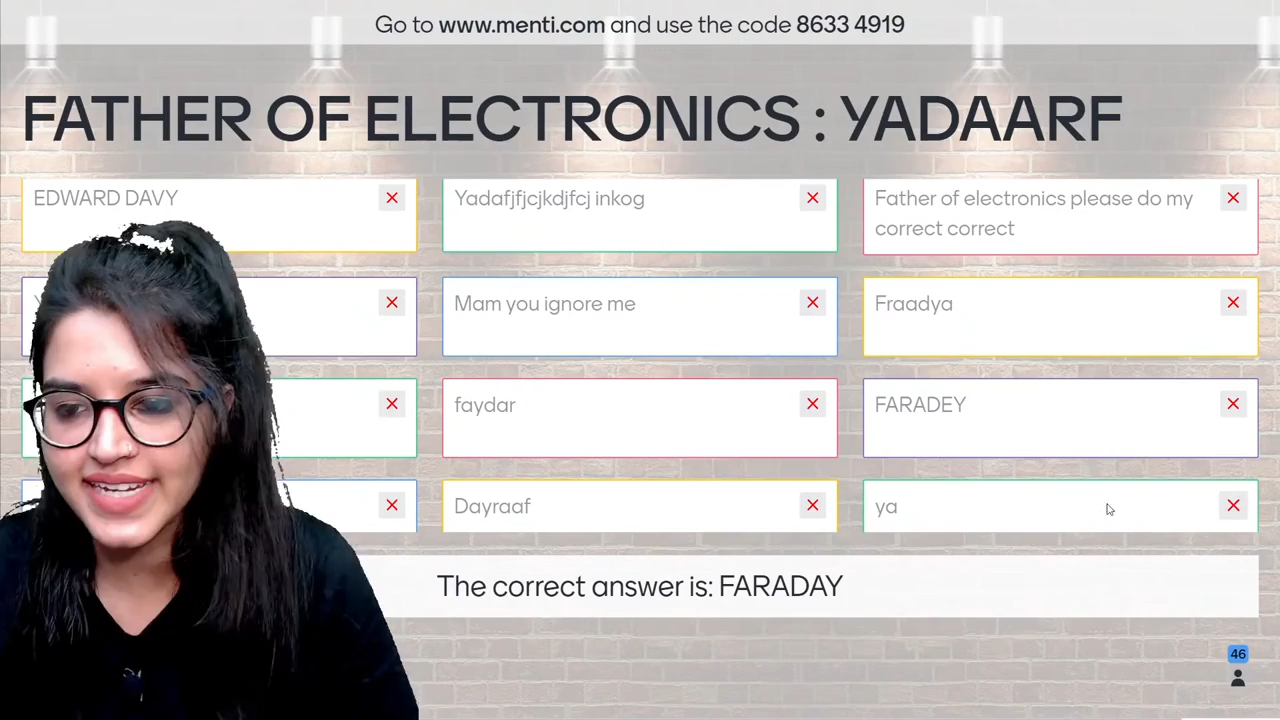 Go to www.menti.com and use the code 8633 4919
FATHER OF ELECTRONICS : YADAARF
EDWARD DAVY
Yadafjfjcjkdjfcj inkog
Father of electronics please do my
correct correct
Mam you ignore me
Fraadya
faydar
FARADEY
Dayraaf
ya
The correct answer is: FARADAY
46